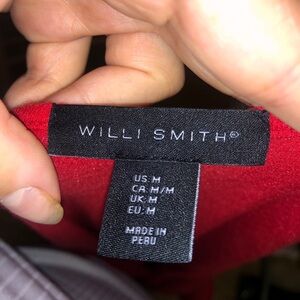 WILLI SMITH®
US: M
CA: M/M
UK: M
EU: M
MADE IN
PERU